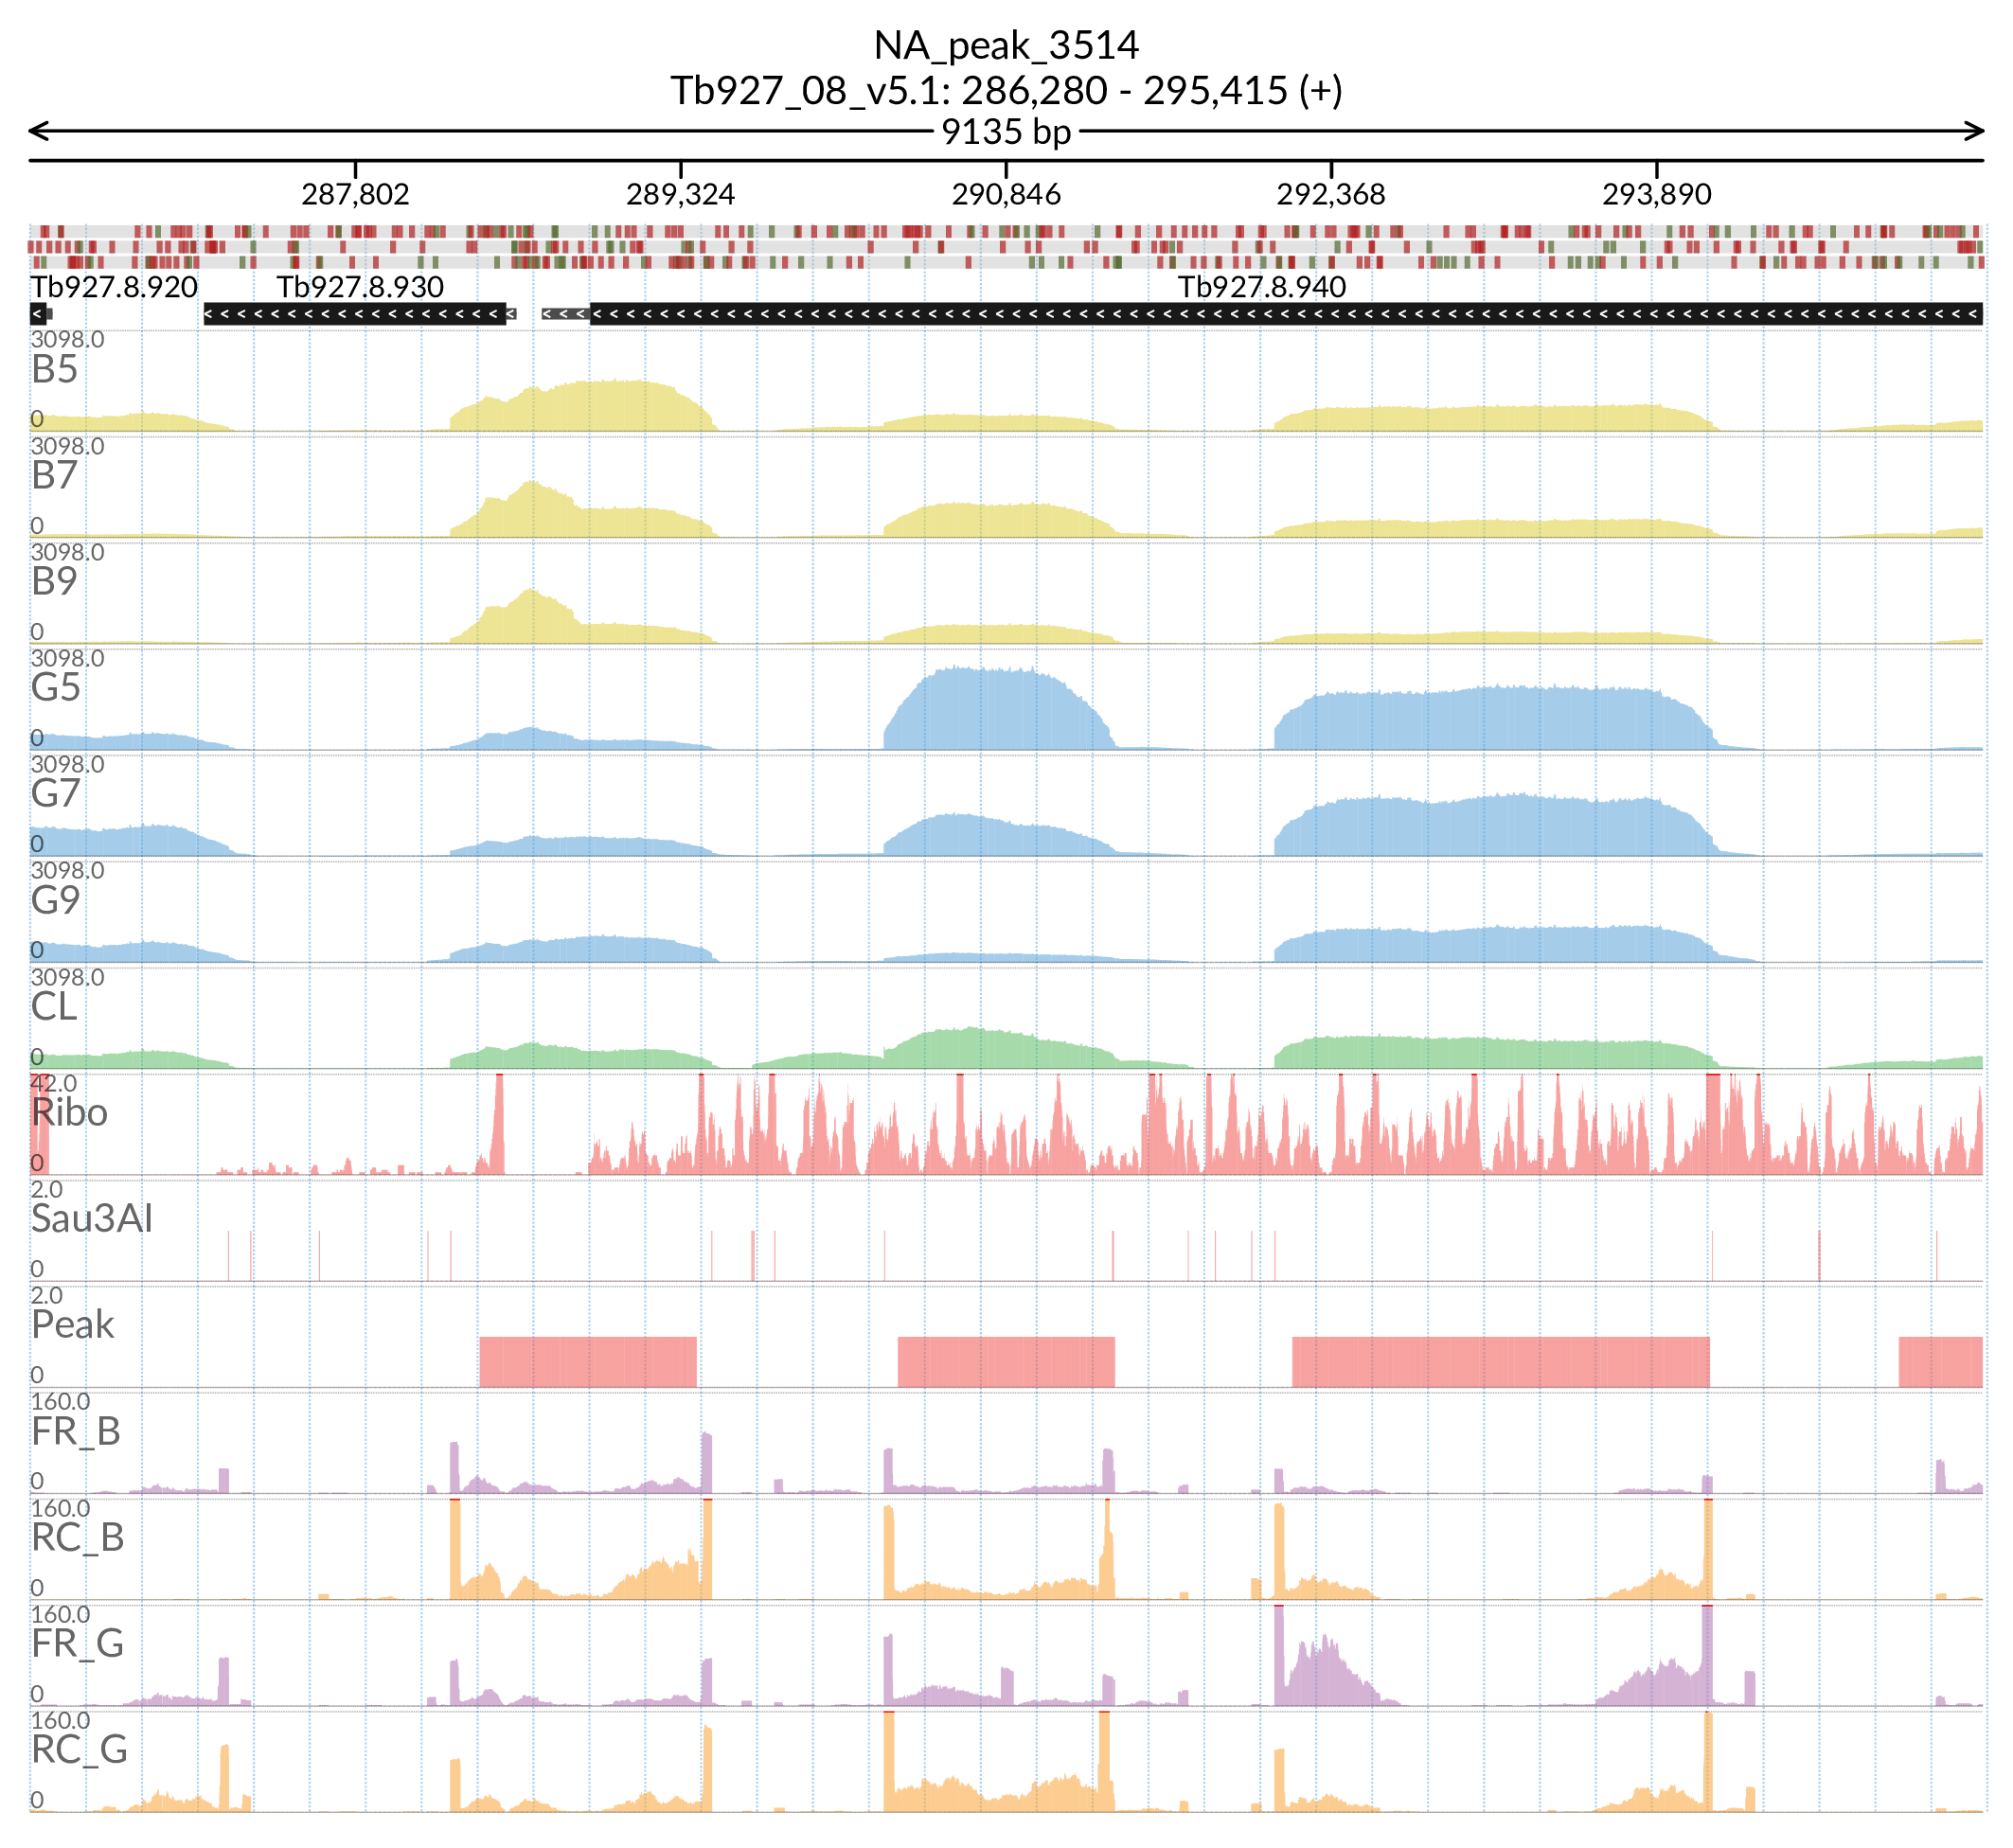 NA_peak_3514
Tb927_08_v5.1: 286,280 - 295,415 (+)
9135 bp
287,802 289,324 290,846 292,368 293,890
Tb927.8.920 Tb927.8.930 Tb927.8.940
3098.0
B5
0
3098.0
B7
0
3098.0
B9
0
3098.0
G5
0
3098.0
G7
0
3098.0
G9
0
3098.0
CL
0
42.0
Ribo
0
2.0
Sau3AI
0
2.0
Peak
0
160.0
FR_B
0
160.0
RC_B
0
160.0
FR_G
0
160.0
RC_G
0